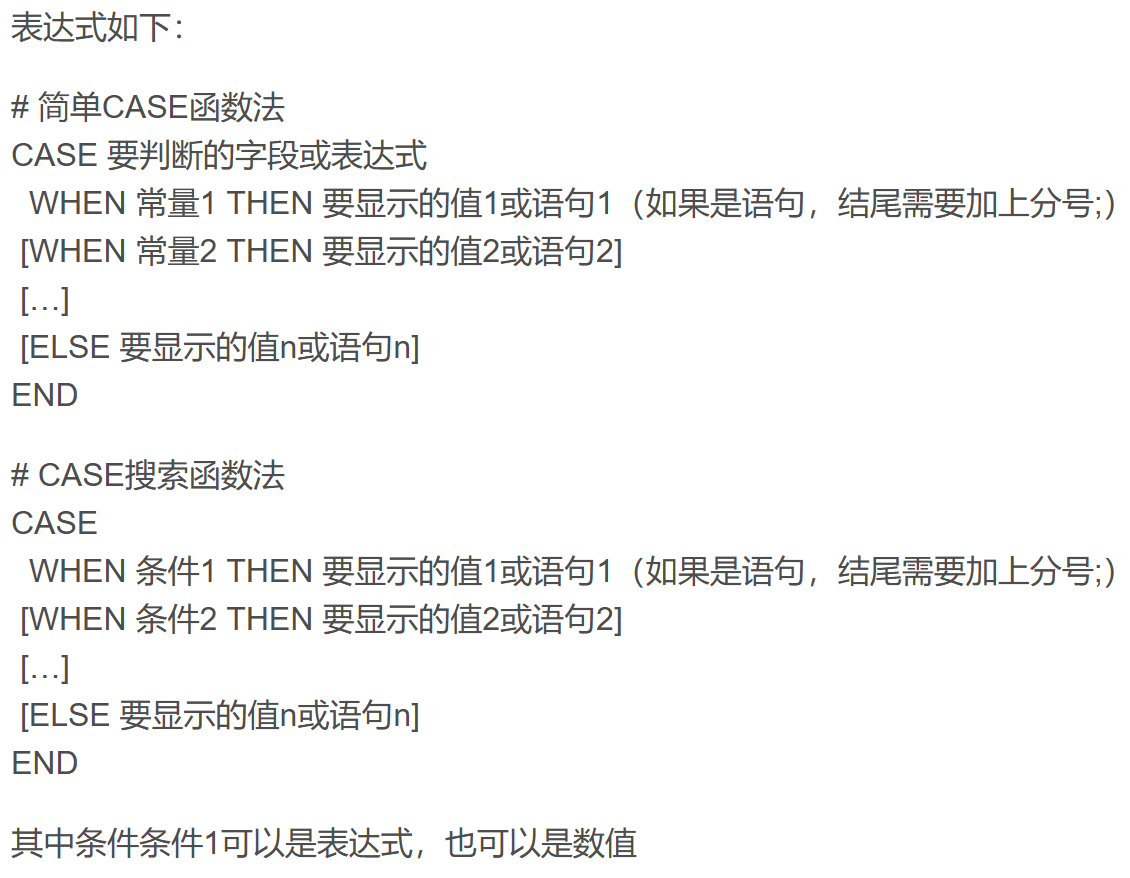 表达式如下：
# 简单CASE函数法
CASE 要判断的字段或表达式
WHEN 常量1 THEN 要显示的值1或语句1（如果是语句，结尾需要加上分号;）
[WHEN 常量2 THEN 要显示的值2或语句2]
[…]
[ELSE 要显示的值n或语句n]
END
# CASE搜索函数法
CASE
WHEN 条件1 THEN 要显示的值1或语句1（如果是语句，结尾需要加上分号;）
[WHEN 条件2 THEN 要显示的值2或语句2]
[…]
[ELSE 要显示的值n或语句n]
END
其中条件条件1可以是表达式，也可以是数值